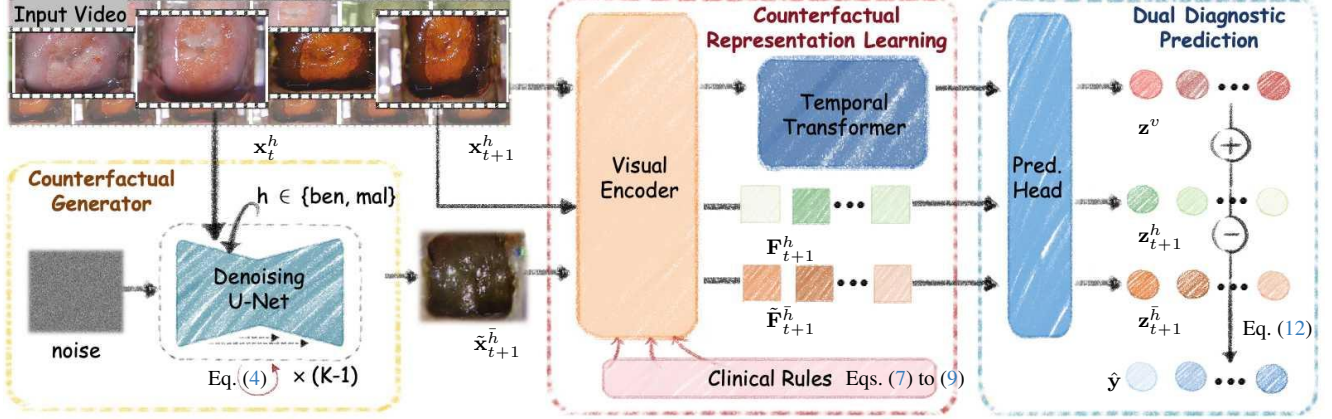 Input Video
x_t^h
x_{t+1}^h
Counterfactual
Generator
h ∈ {ben, mal}
Denoising
U-Net
noise
Eq. (4)
× (K-1)
x̃_{t+1}^{h̄}
Counterfactual
Representation Learning
Visual
Encoder
Temporal
Transformer
F_{t+1}^h
F̃_{t+1}^{h̄}
Clinical Rules
Eqs. (7) to (9)
Dual Diagnostic
Prediction
Pred.
Head
z^v
+
z_{t+1}^h
−
z_{t+1}^{h̄}
Eq. (12)
ŷ